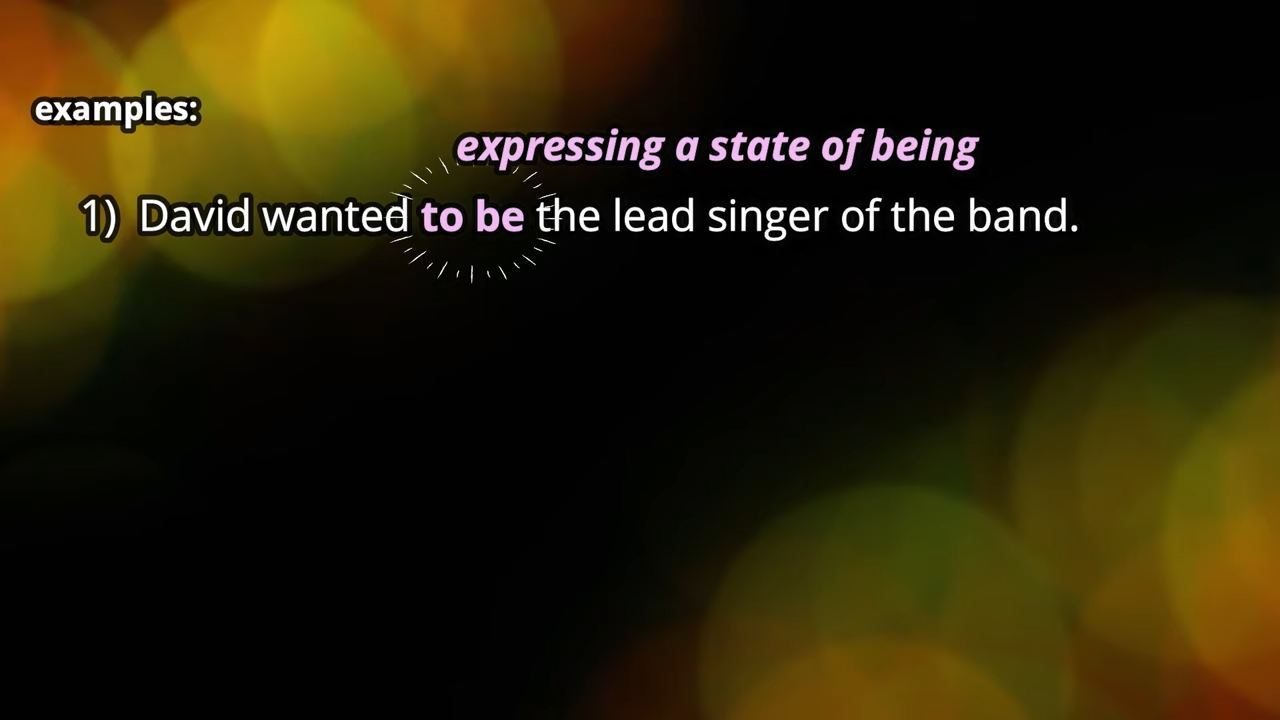 examples:
expressing a state of being
1) David wanted to be the lead singer of the band.